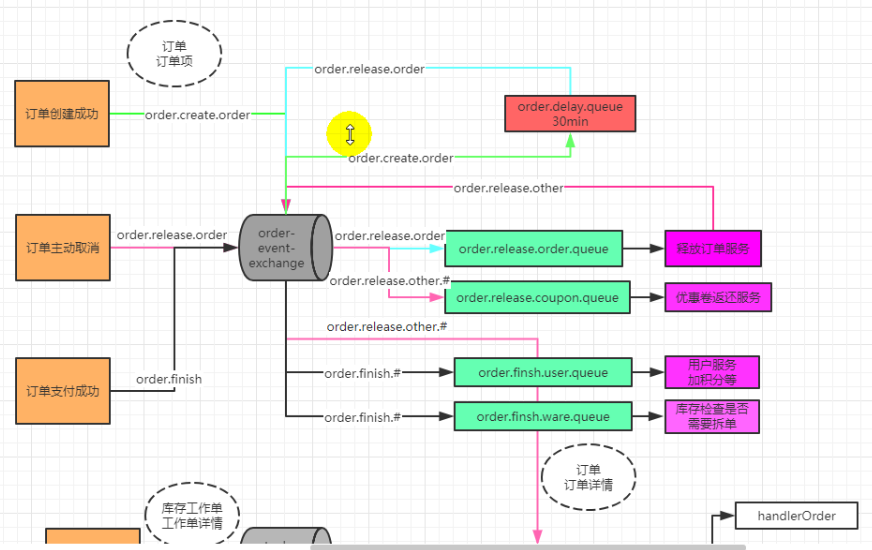 订单
订单项
order.release.order
订单创建成功
order.create.order
order.delay.queue
30min
order.create.order
order.release.other
订单主动取消
order.release.order
order-
event-
exchange
order.release.order
order.release.order.queue
释放订单服务
order.release.other.#
order.release.coupon.queue
优惠卷返还服务
order.release.other.#
订单支付成功
order.finish
order.finish.#
order.finsh.user.queue
用户服务
加积分等
order.finish.#
order.finsh.ware.queue
库存检查是否
需要拆单
订单
订单详情
库存工作单
工作单详情
handlerOrder